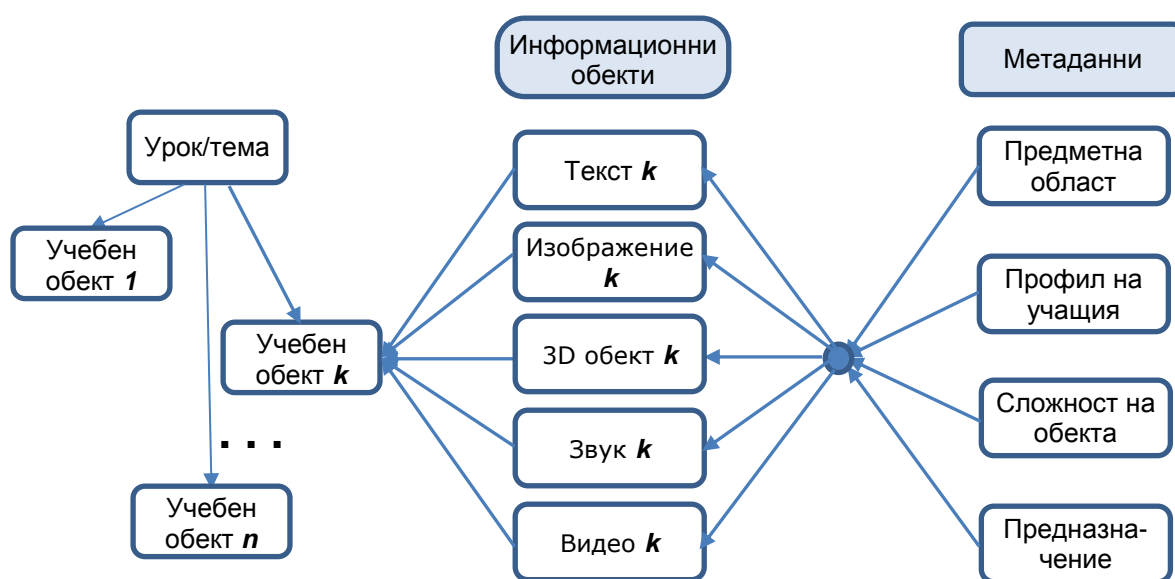 Информационни
обекти
Метаданни
Урок/тема
Учебен
обект 1
Учебен
обект k
. . .
Учебен
обект n
Текст k
Изображение
k
3D обект k
Звук k
Видео k
Предметна
област
Профил на
учащия
Сложност на
обекта
Предназна-
чение